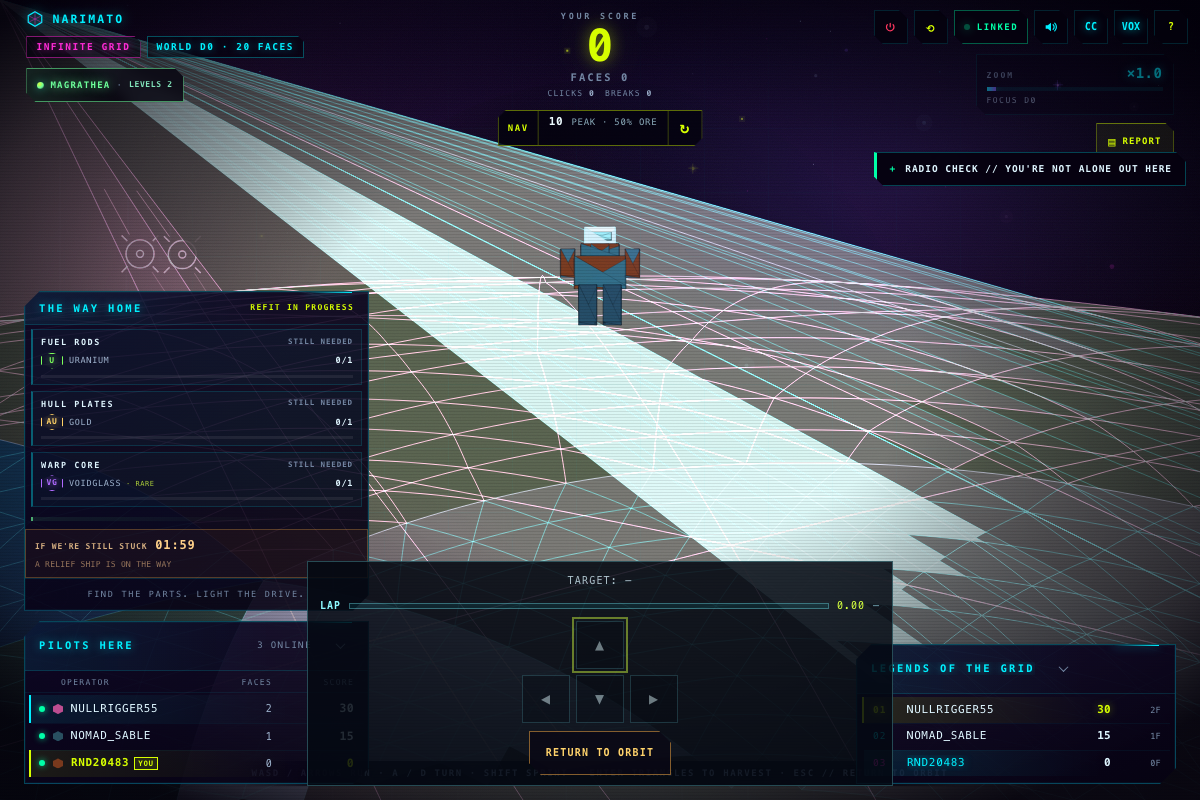 NARIMATO
INFINITE GRID
WORLD D0 · 20 FACES
MAGRATHEA · LEVELS 2
YOUR SCORE
0
FACES 0
CLICKS 0 BREAKS 0
NAV
10 PEAK · 50% ORE
↻
LINKED
CC
VOX
?
ZOOM ×1.0
FOCUS D0
REPORT
+ RADIO CHECK // YOU'RE NOT ALONE OUT HERE
THE WAY HOME
REFIT IN PROGRESS
FUEL RODS STILL NEEDED
U URANIUM 0/1
HULL PLATES STILL NEEDED
AU GOLD 0/1
WARP CORE STILL NEEDED
VG VOIDGLASS · RARE 0/1
IF WE'RE STILL STUCK 01:59
A RELIEF SHIP IS ON THE WAY
FIND THE PARTS. LIGHT THE DRIVE.
PILOTS HERE
3 ONLINE
OPERATOR FACES SCORE
NULLRIGGER55 2 30
NOMAD_SABLE 1 15
RND20483 YOU 0 0
TARGET: —
LAP 0.00 —
▲
◀ ▼ ▶
RETURN TO ORBIT
LEGENDS OF THE GRID
01 NULLRIGGER55 30 2F
02 NOMAD_SABLE 15 1F
03 RND20483 0 0F